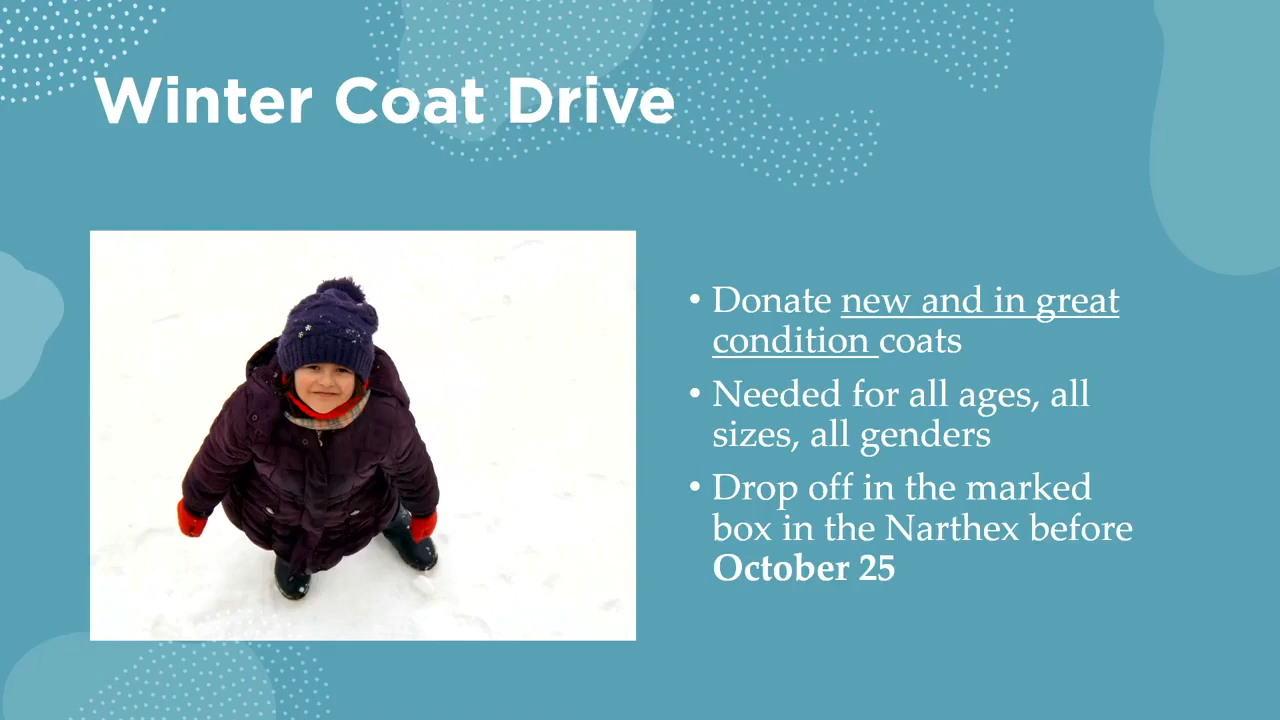 Winter Coat Drive
• Donate new and in great
condition coats
• Needed for all ages, all
sizes, all genders
• Drop off in the marked
box in the Narthex before
October 25